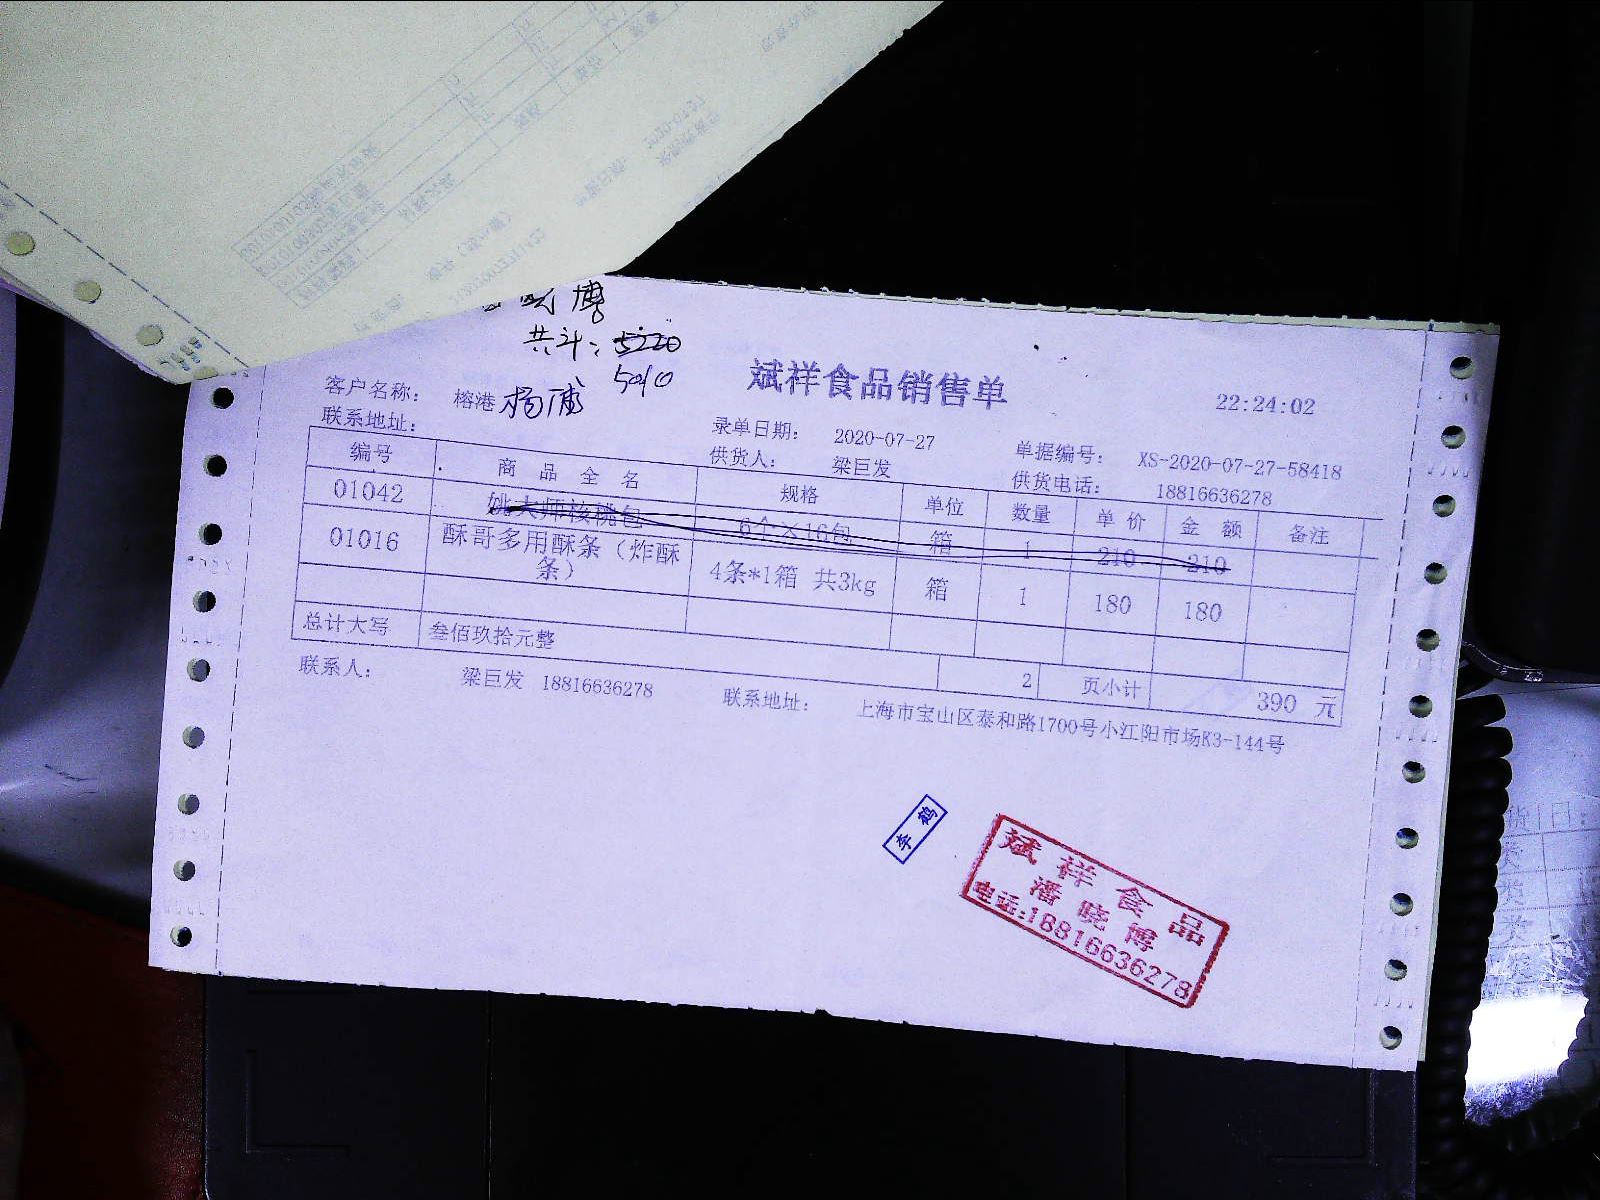 博
共计：5220
5010
斌祥食品销售单
22:24:02
客户名称： 榕港 杨浦
录单日期： 2020-07-27
单据编号： XS-2020-07-27-58418
联系地址：
供货人： 梁巨发
供货电话： 18816636278
编号 商品全名 规格 单位 数量 单价 金额 备注
01042 姚大师核桃包 6个×16包 箱 1 210 210
01016 酥哥多用酥条（炸酥条） 4条*1箱 共3kg 箱 1 180 180
总计大写 叁佰玖拾元整
2 页小计 390 元
联系人： 梁巨发 18816636278
联系地址： 上海市宝山区泰和路1700号小江阳市场K3-144号
李鹤
斌祥食品
潘晓博
电话:18816636278